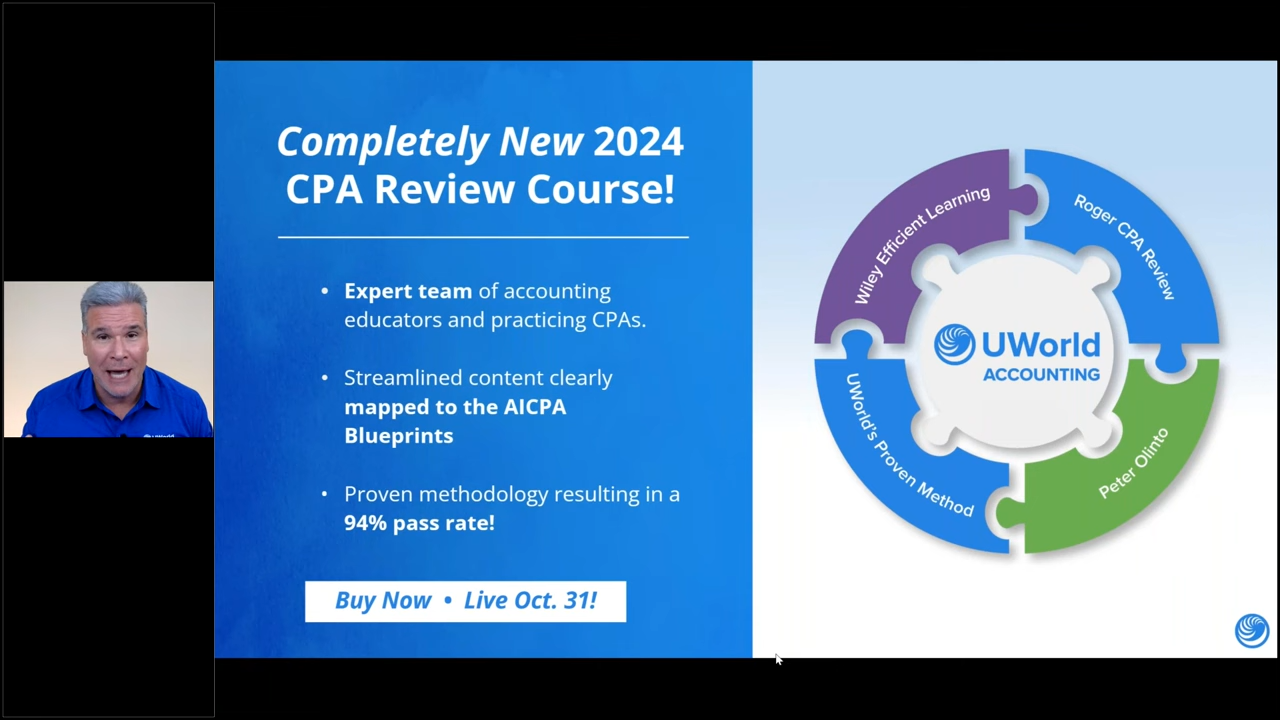 Completely New 2024
CPA Review Course!
• Expert team of accounting
educators and practicing CPAs.
• Streamlined content clearly
mapped to the AICPA
Blueprints
• Proven methodology resulting in a
94% pass rate!
Buy Now • Live Oct. 31!
Wiley Efficient Learning
Roger CPA Review
UWorld
ACCOUNTING
UWorld's Proven Method
Peter Olinto
UWorld